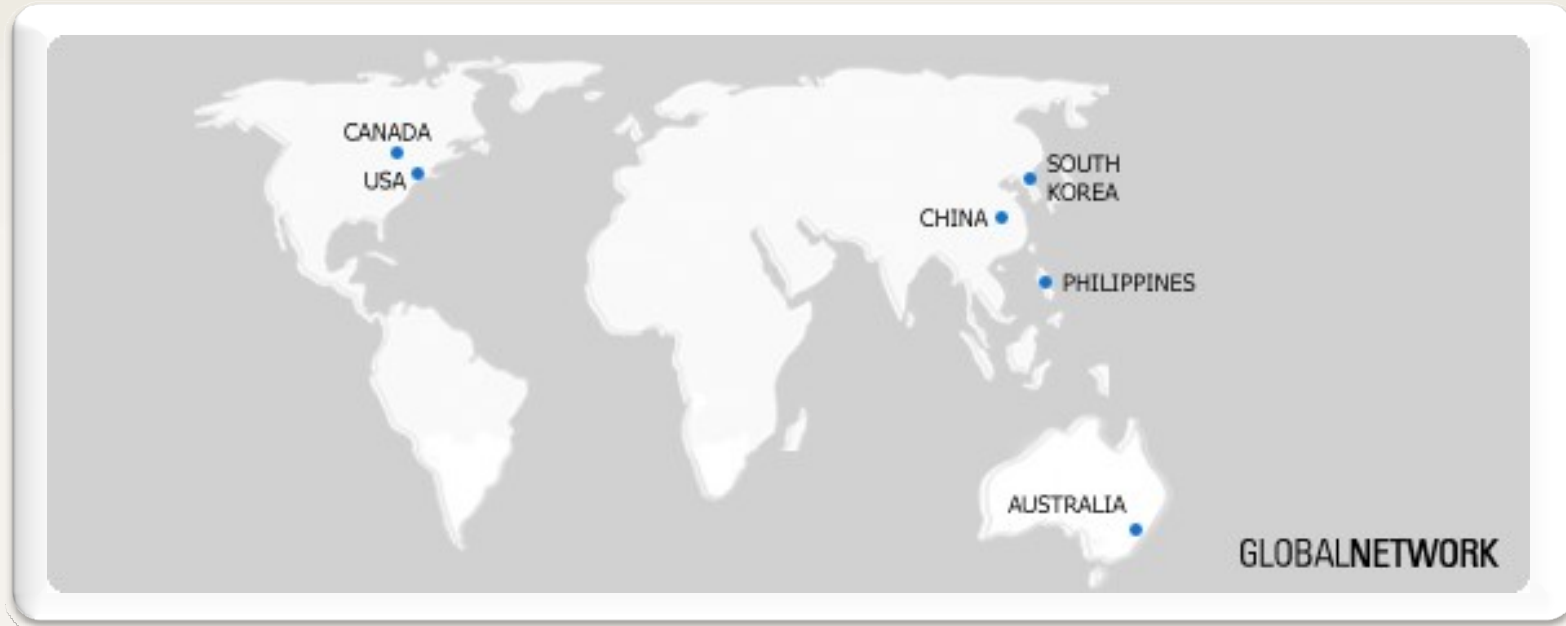 CANADA
USA
SOUTH
KOREA
CHINA
PHILIPPINES
AUSTRALIA
GLOBALNETWORK